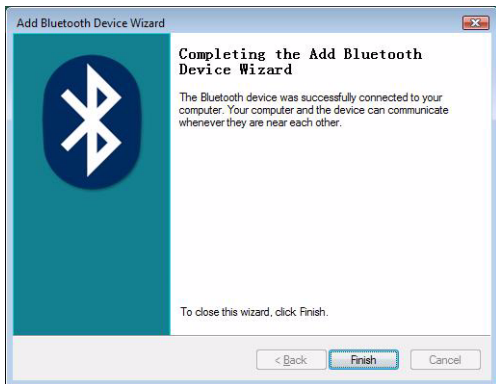 Add Bluetooth Device Wizard
Completing the Add Bluetooth
Device Wizard
The Bluetooth device was successfully connected to your
computer. Your computer and the device can communicate
whenever they are near each other.
To close this wizard, click Finish.
< Back Finish Cancel